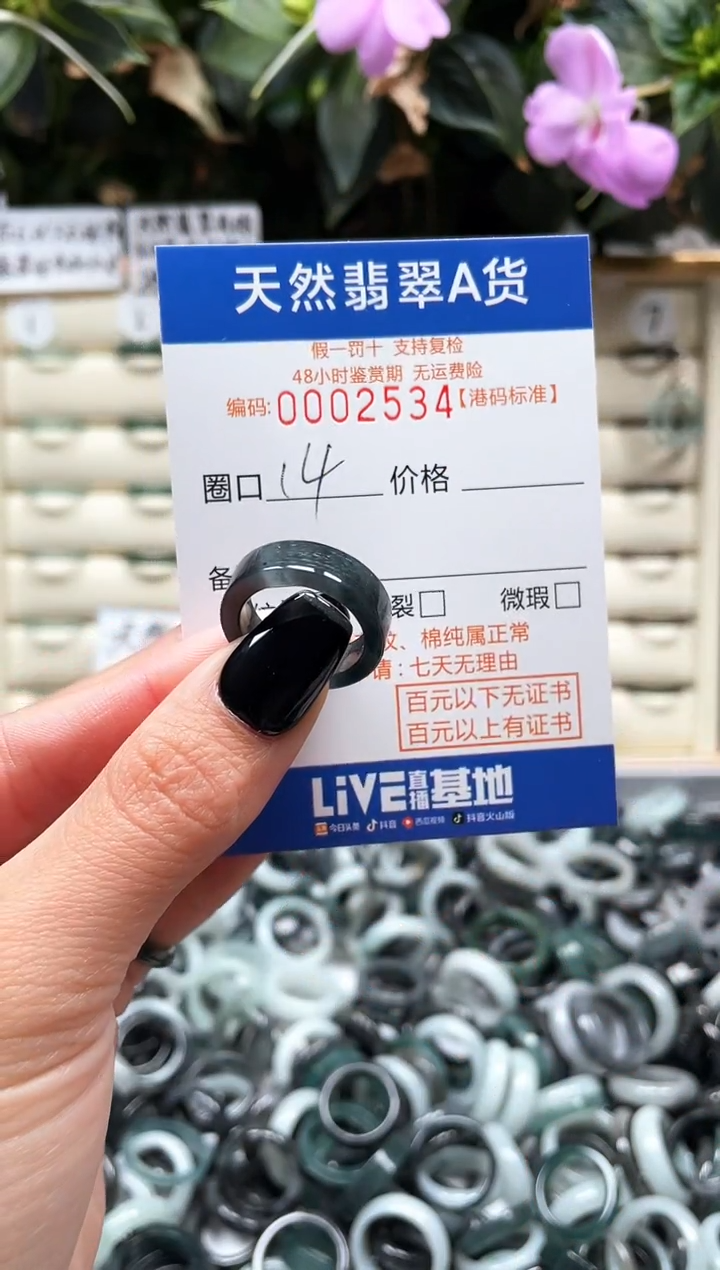 天然翡翠A货
假一罚十 支持复检
48小时鉴赏期 无运费险
编码:0002534【港码标准】
圈口 14 价格
备
裂□ 微瑕□
纹、棉纯属正常
请:七天无理由
百元以下无证书
百元以上有证书
LiVE直播基地
今日头条 抖音 西瓜视频 抖音火山版
7